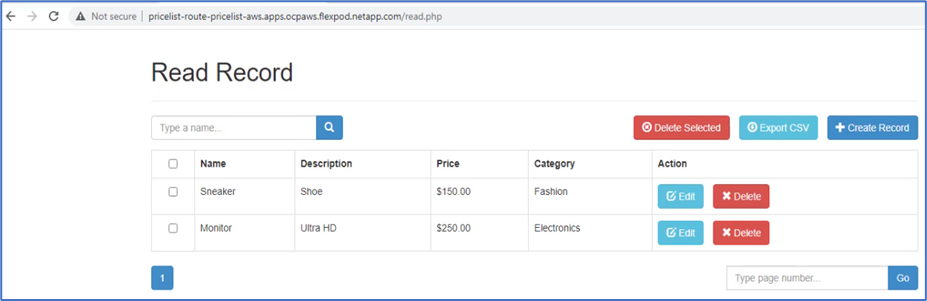 Not secure | pricelist-route-pricelist-aws.apps.ocpaws.flexpod.netapp.com/read.php
Read Record
Type a name... Delete Selected Export CSV Create Record
Name Description Price Category Action
Sneaker Shoe $150.00 Fashion Edit Delete
Monitor Ultra HD $250.00 Electronics Edit Delete
1 Type page number... Go